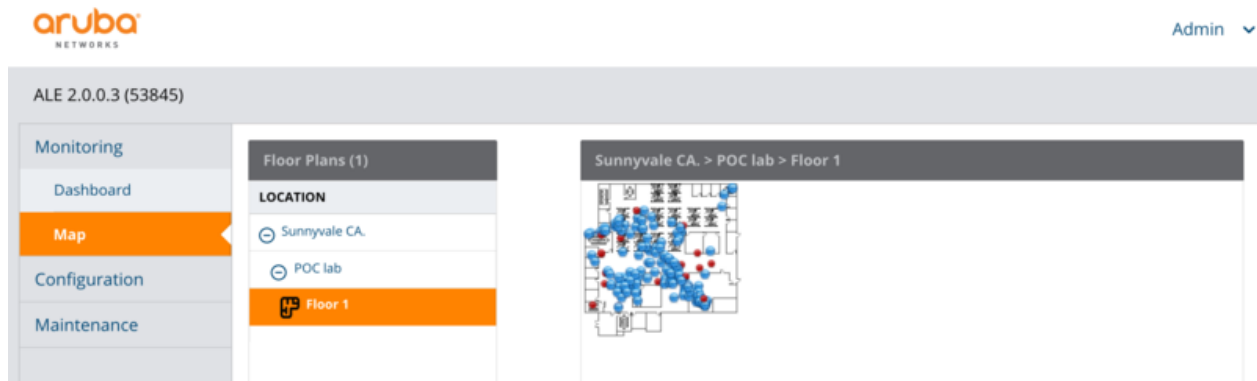 aruba
NETWORKS
Admin
ALE 2.0.0.3 (53845)
Monitoring
Dashboard
Map
Configuration
Maintenance
Floor Plans (1)
LOCATION
Sunnyvale CA.
POC lab
Floor 1
Sunnyvale CA. > POC lab > Floor 1